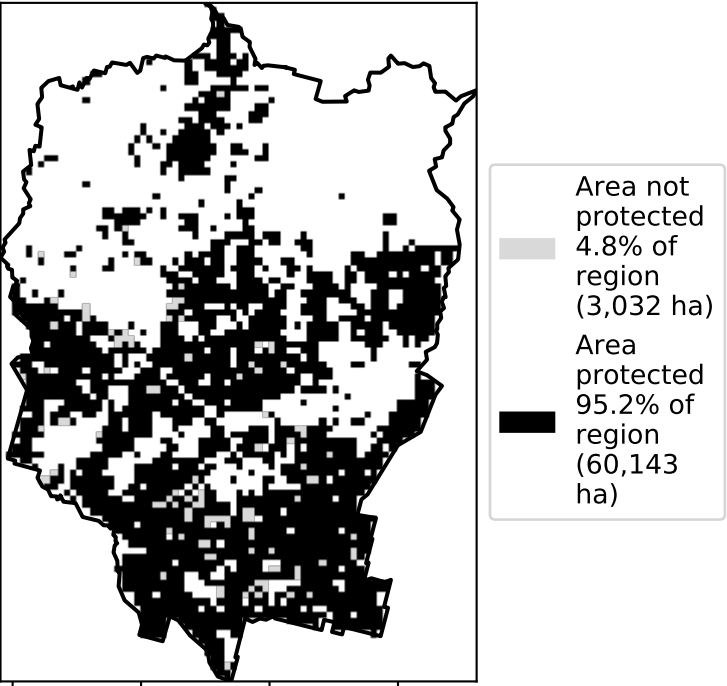 Area not
protected
4.8% of
region
(3,032 ha)
Area
protected
95.2% of
region
(60,143
ha)